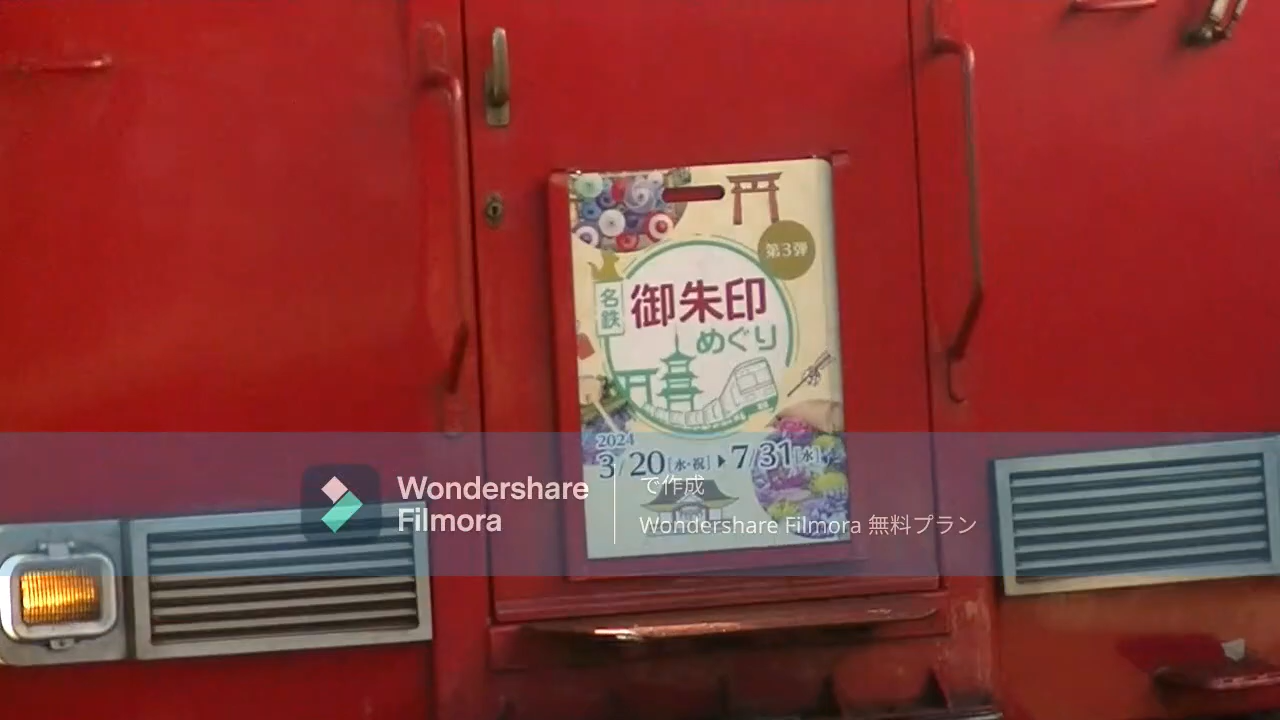 第3弾
名鉄
御朱印
めぐり
2024
3/20[水・祝]▶7/31[水]
Wondershare
Filmora
で作成
Wondershare Filmora 無料プラン